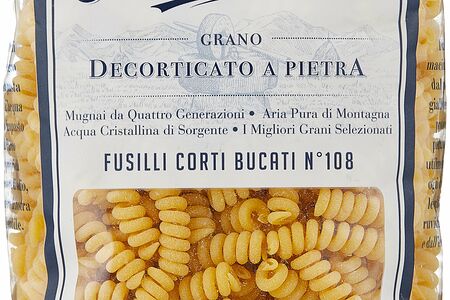 GRANO
DECORTICATO A PIETRA
Mugnai da Quattro Generazioni • Aria Pura di Montagna
Acqua Cristallina di Sorgente • I Migliori Grani Selezionati
FUSILLI CORTI BUCATI N°108